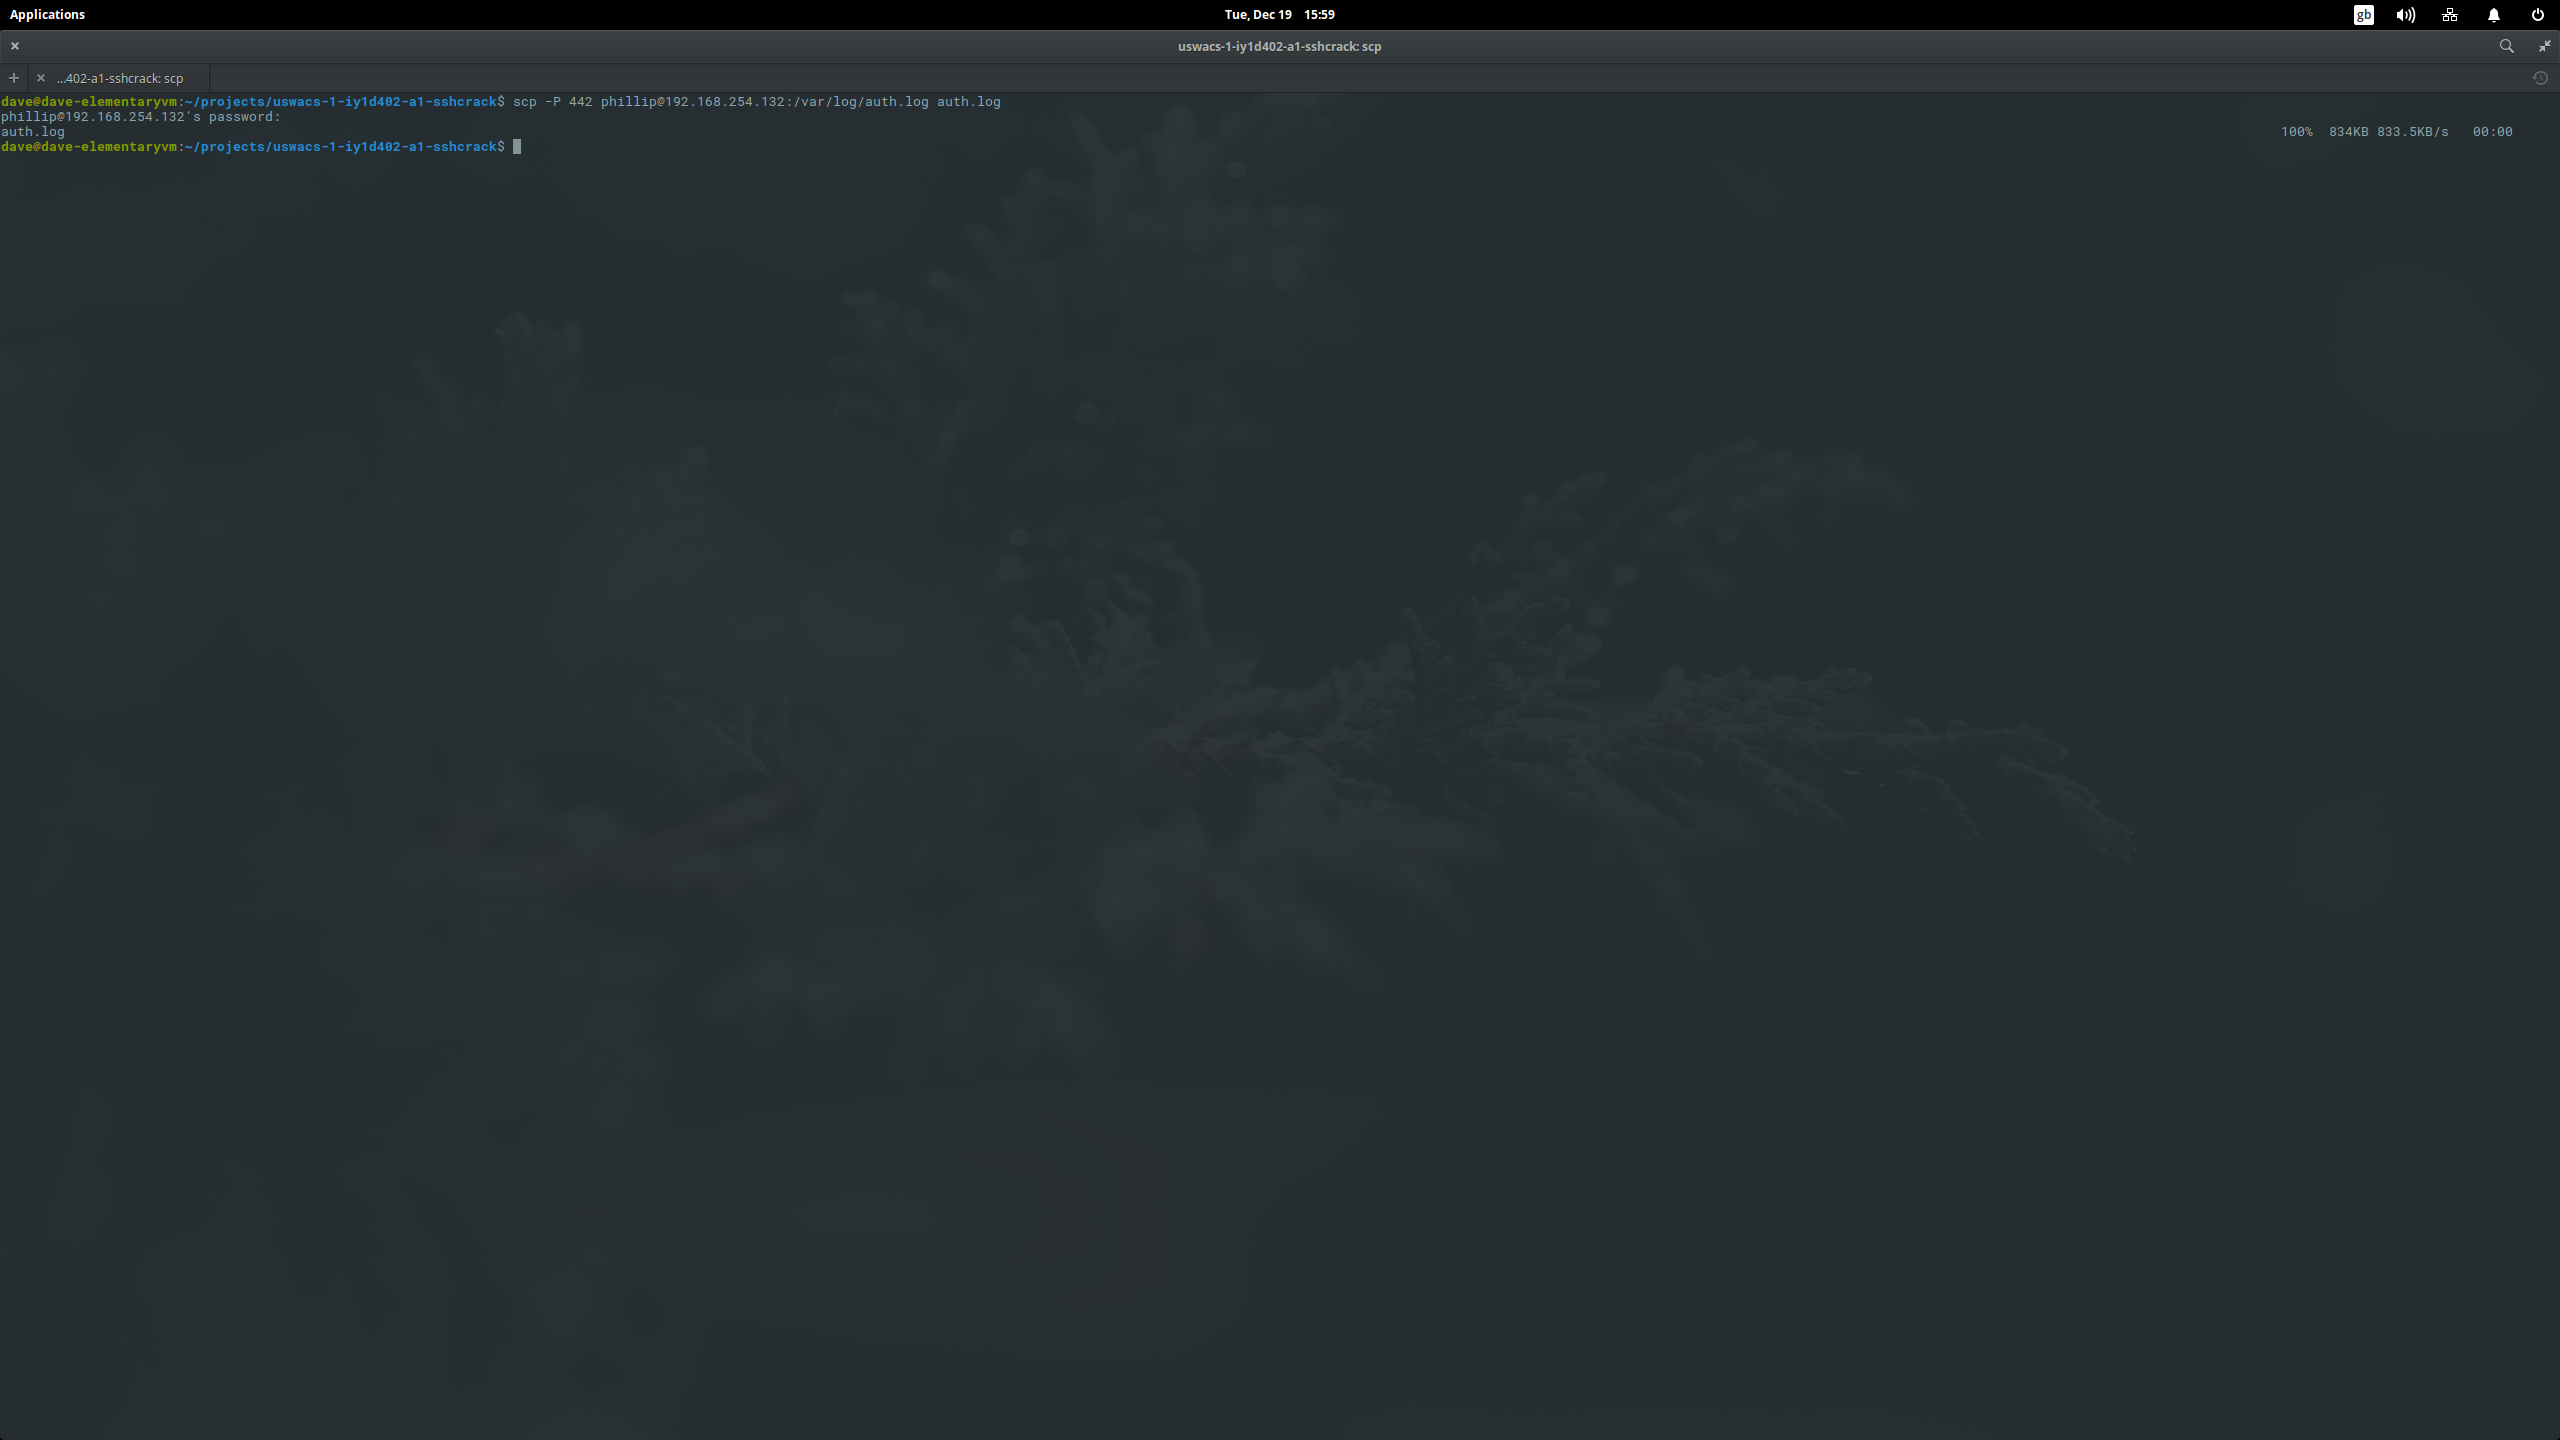 Applications
Tue, Dec 19 15:59
gb
uswacs-1-iy1d402-a1-sshcrack: scp
...402-a1-sshcrack: scp
dave@dave-elementaryvm:~/projects/uswacs-1-iy1d402-a1-sshcrack$ scp -P 442 phillip@192.168.254.132:/var/log/auth.log auth.log
phillip@192.168.254.132's password:
auth.log 100% 834KB 833.5KB/s 00:00
dave@dave-elementaryvm:~/projects/uswacs-1-iy1d402-a1-sshcrack$